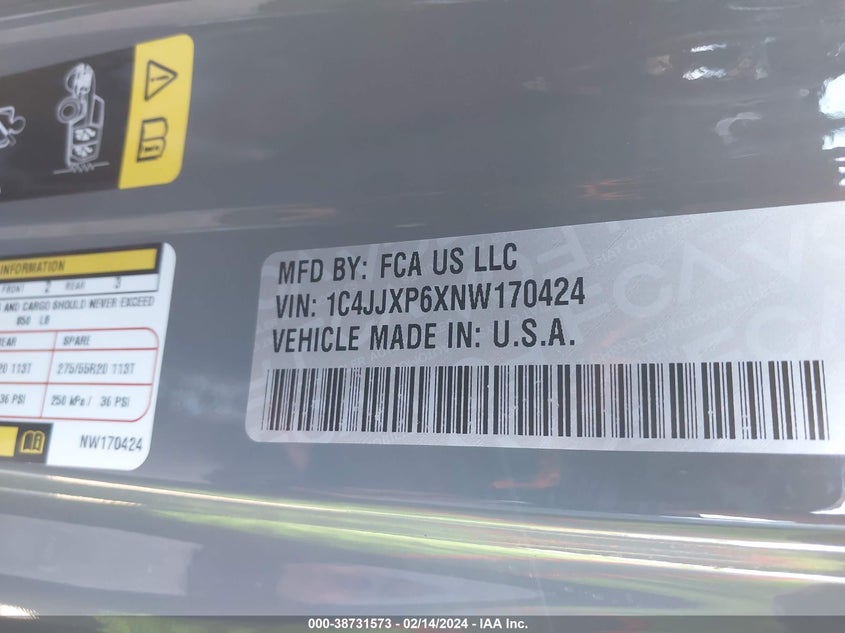 INFORMATION
FRONT 2 REAR 3
AND CARGO SHOULD NEVER EXCEED
850 LB
SPARE
20 113T 275/55R20 113T
36 PSI 250 kPa / 36 PSI
NW170424
MFD BY: FCA US LLC
VIN: 1C4JJXP6XNW170424
VEHICLE MADE IN: U.S.A.
000-38731573 - 02/14/2024 - IAA Inc.